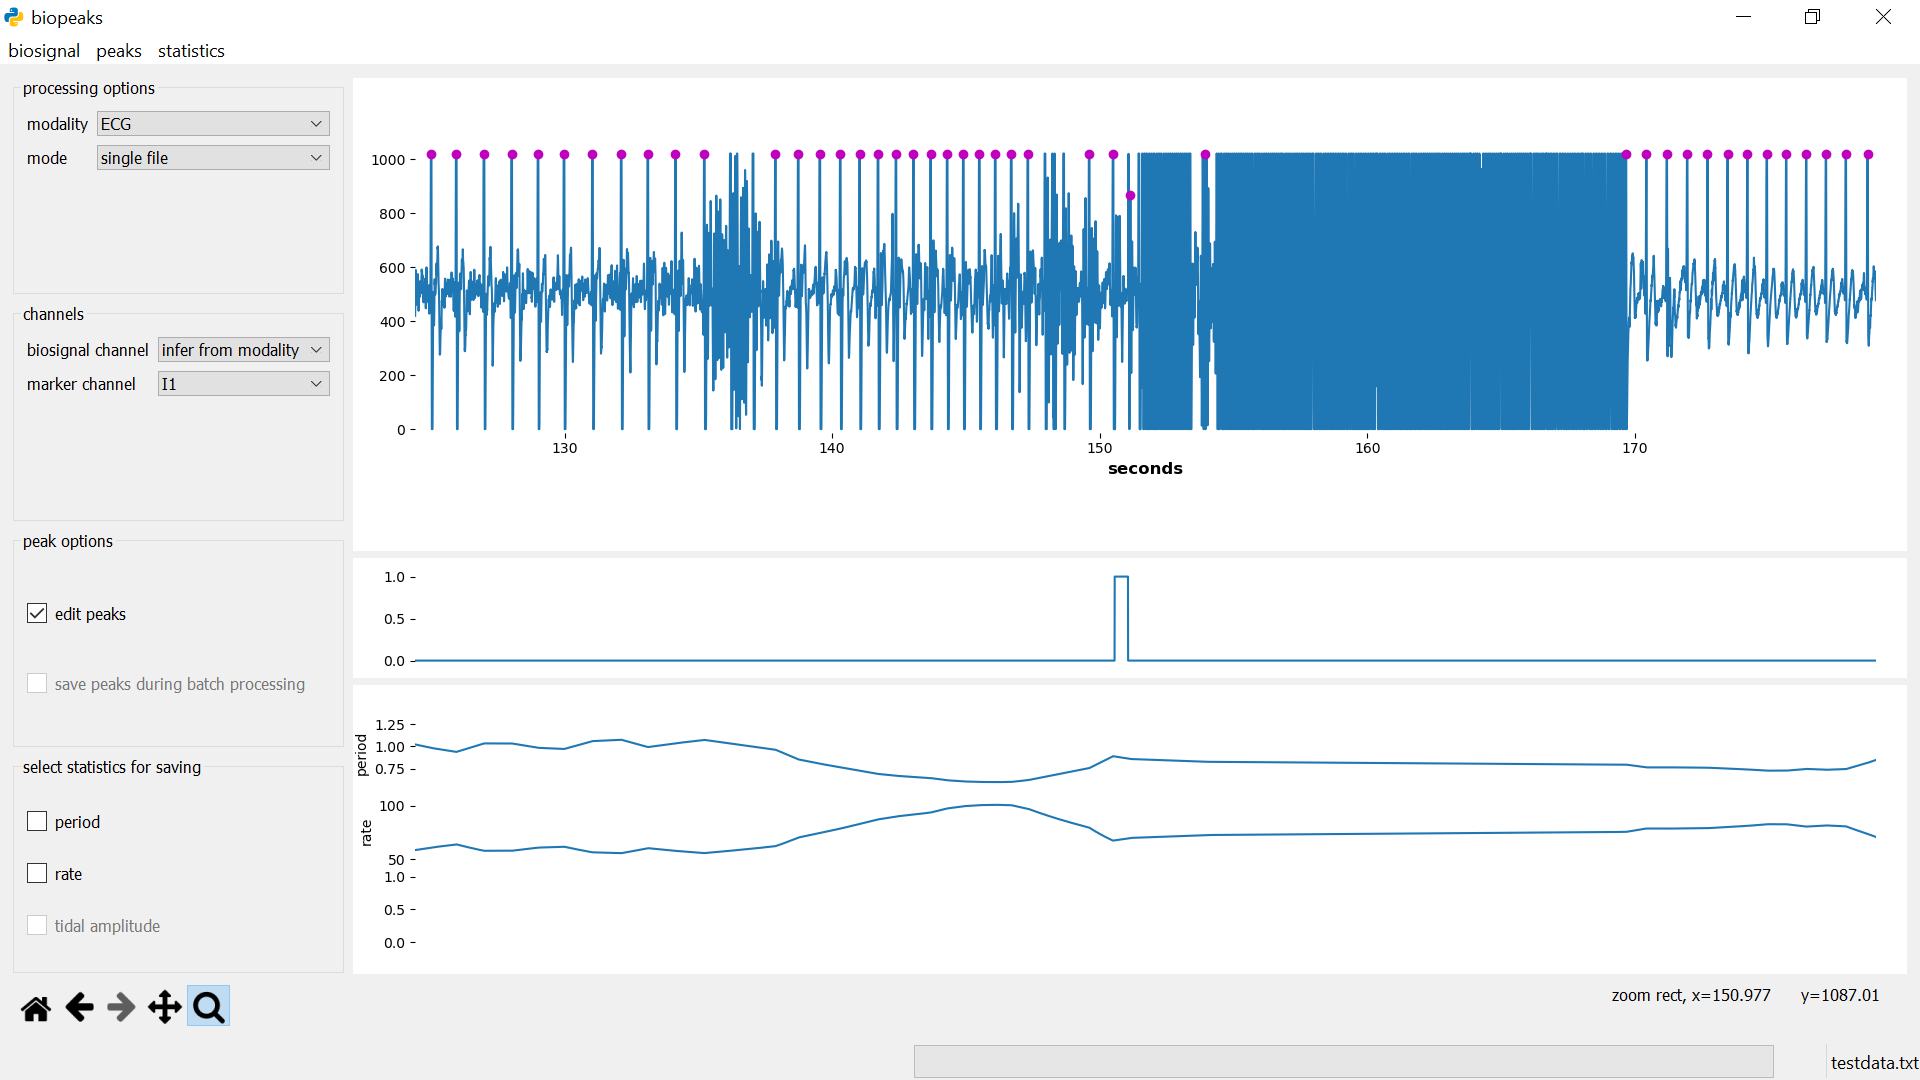 biopeaks
biosignal peaks statistics
processing options
modality ECG
mode single file
channels
biosignal channel infer from modality
marker channel I1
peak options
edit peaks
save peaks during batch processing
select statistics for saving
period
rate
tidal amplitude
1000
800
600
400
200
0
130 140 150 160 170
seconds
1.0
0.5
0.0
period
1.25
1.00
0.75
rate
100
50
1.0
0.5
0.0
zoom rect, x=150.977 y=1087.01
testdata.txt